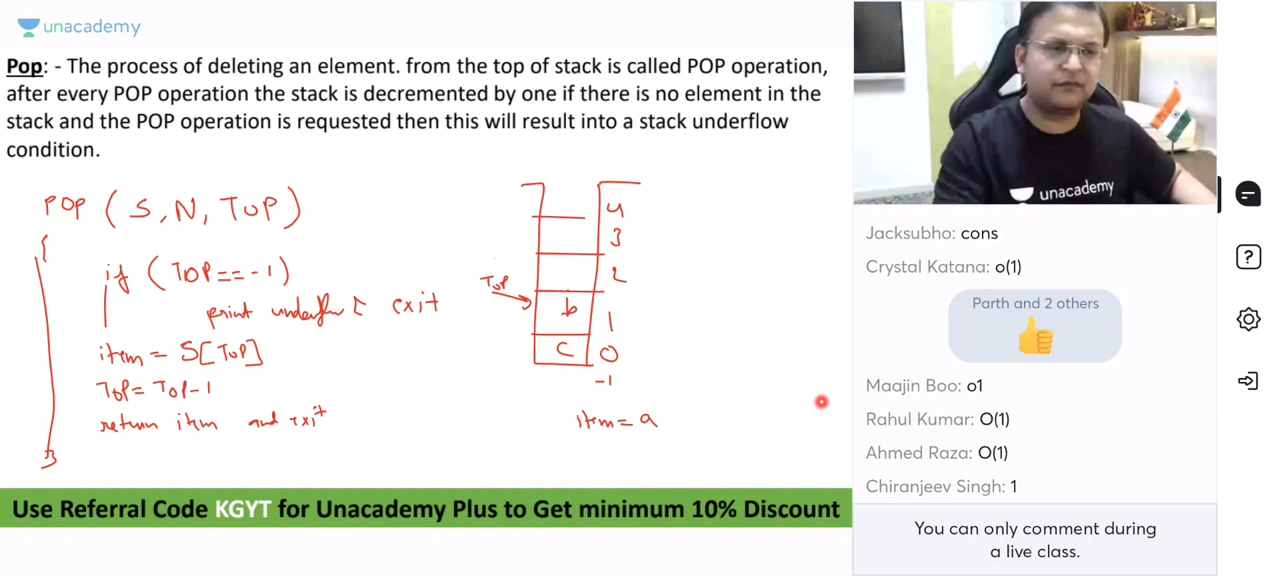 unacademy
Pop: - The process of deleting an element. from the top of stack is called POP operation,
after every POP operation the stack is decremented by one if there is no element in the
stack and the POP operation is requested then this will result into a stack underflow
condition.
POP (S, N, TOP)
{
if (TOP == -1)
print underflow & exit
item = S[TOP]
TOP = TOP-1
return item and exit
}
4
3
2
TOP
b 1
C 0
-1
item = a
Use Referral Code KGYT for Unacademy Plus to Get minimum 10% Discount
unacademy
Jacksubho: cons
Crystal Katana: o(1)
Parth and 2 others
Maajin Boo: o1
Rahul Kumar: O(1)
Ahmed Raza: O(1)
Chiranjeev Singh: 1
You can only comment during
a live class.
?